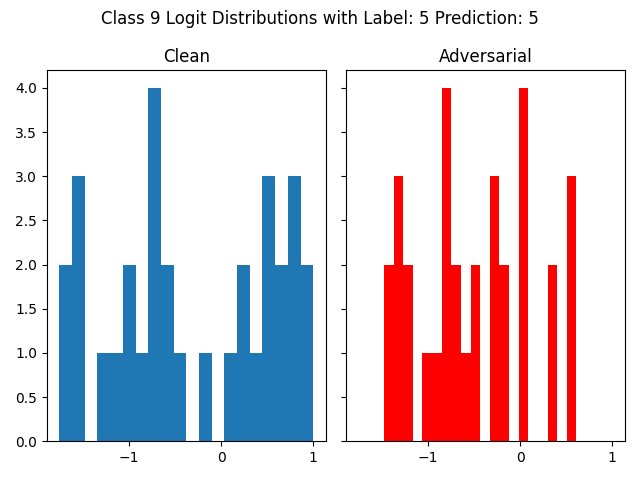 Class 9 Logit Distributions with Label: 5 Prediction: 5
Clean
Adversarial
4.0
3.5
3.0
2.5
2.0
1.5
1.0
0.5
0.0
−1 0 1
−1 0 1